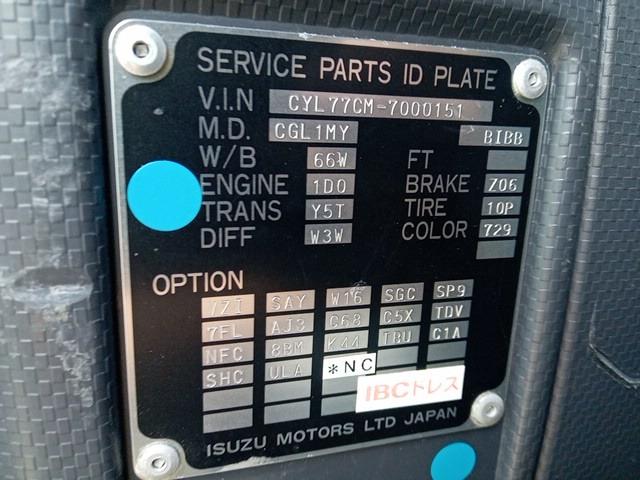 SERVICE PARTS ID PLATE
V.I.N CYL77CM-7000151
M.D. CGL1MY BIBB
W/B 66W FT
ENGINE 1D0 BRAKE Z06
TRANS Y5T TIRE 10P
DIFF W3W COLOR 729
OPTION
7ZI SAY W16 SGC SP9
7FL AJ3 C68 C5X TDV
NFC 8BM K44 TBU C1A
SHC ULA *NC
IBCトレス
ISUZU MOTORS LTD JAPAN